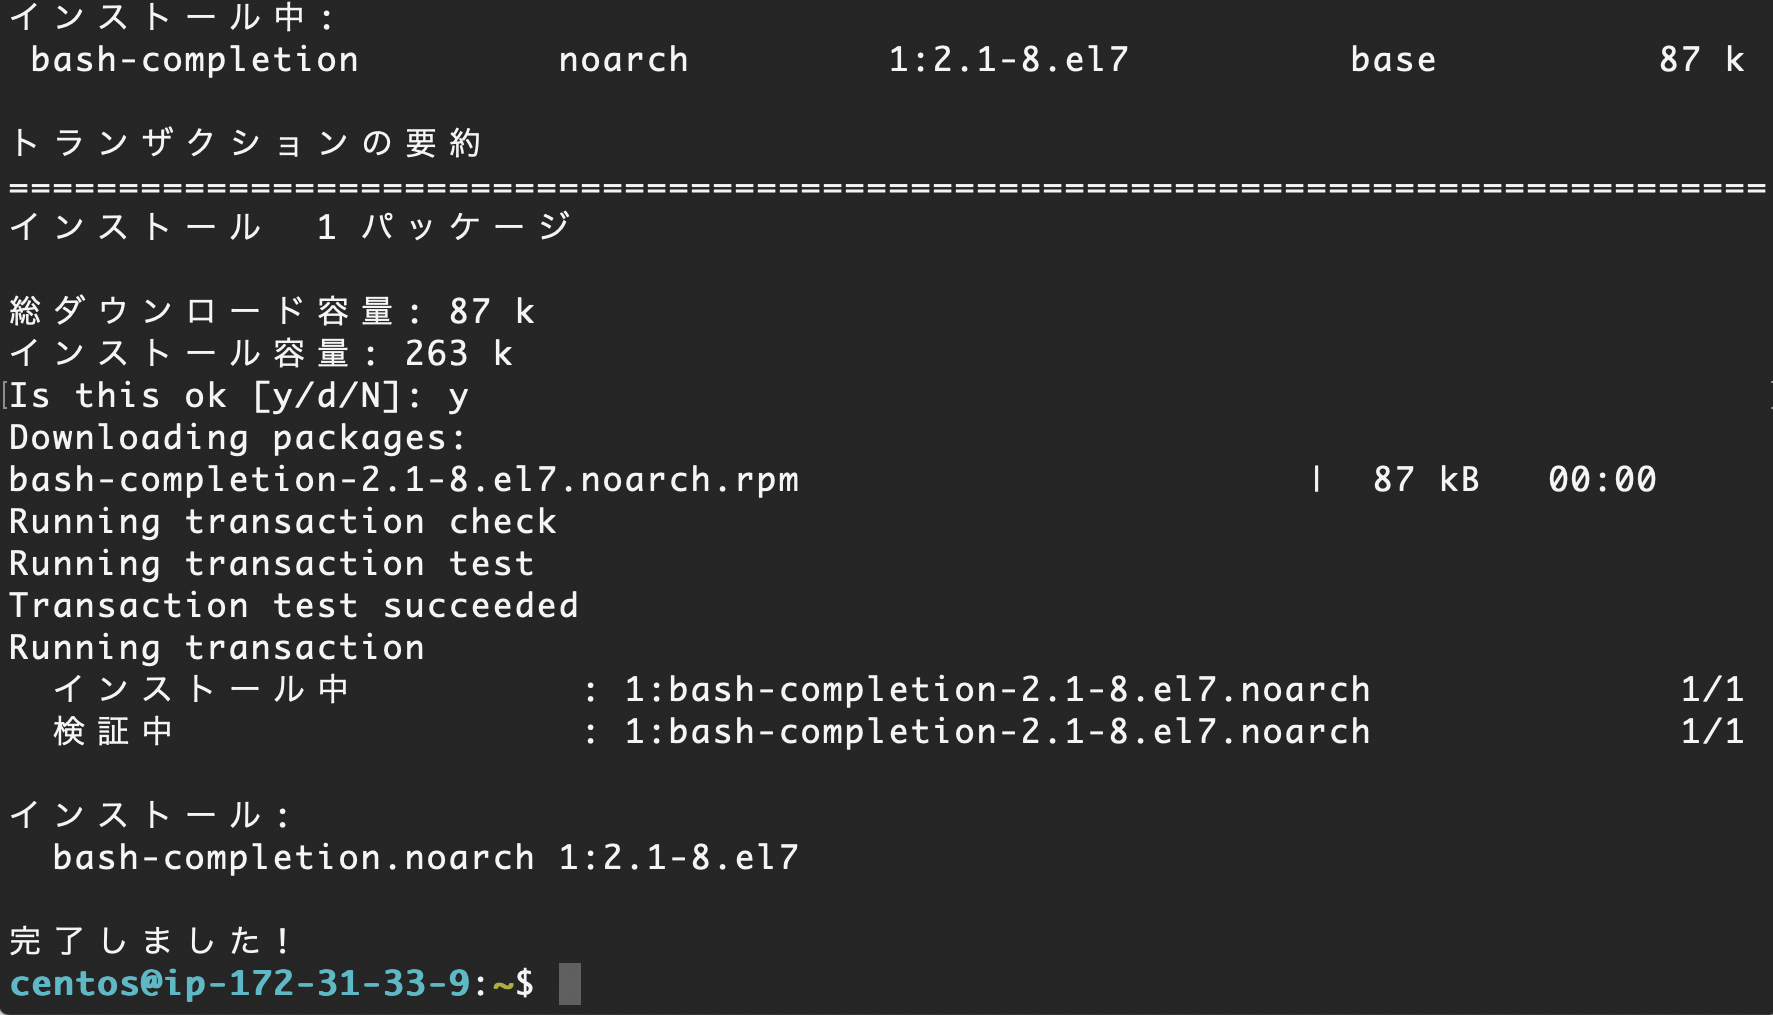 インストール中:
bash-completion noarch 1:2.1-8.el7 base 87 k
トランザクションの要約
================================================================================
インストール 1 パッケージ
総ダウンロード容量: 87 k
インストール容量: 263 k
Is this ok [y/d/N]: y
Downloading packages:
bash-completion-2.1-8.el7.noarch.rpm | 87 kB 00:00
Running transaction check
Running transaction test
Transaction test succeeded
Running transaction
インストール中 : 1:bash-completion-2.1-8.el7.noarch 1/1
検証中 : 1:bash-completion-2.1-8.el7.noarch 1/1
インストール:
bash-completion.noarch 1:2.1-8.el7
完了しました!
centos@ip-172-31-33-9:~$